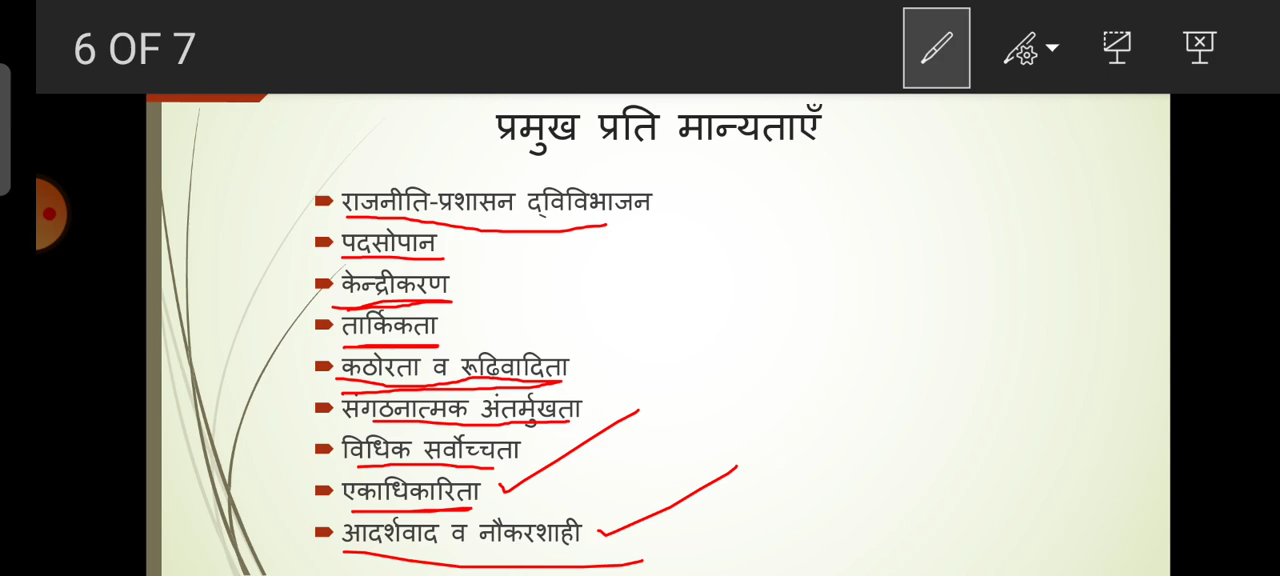 6 OF 7
प्रमुख प्रति मान्यताएँ
राजनीति-प्रशासन द्विविभाजन
पदसोपान
केन्द्रीकरण
तार्किकता
कठोरता व रूढिवादिता
संगठनात्मक अंतर्मुखता
विधिक सर्वोच्चता
एकाधिकारिता
आदर्शवाद व नौकरशाही